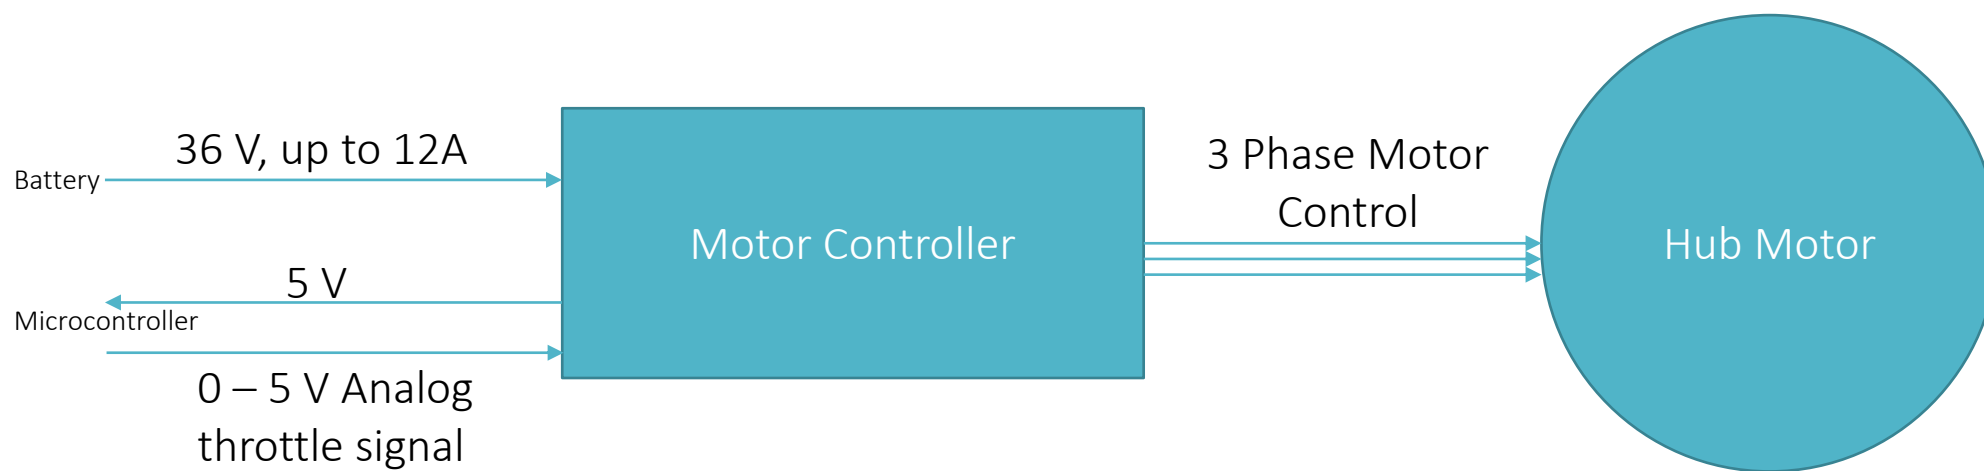 Battery
36 V, up to 12A
5 V
Microcontroller
0 – 5 V Analog
throttle signal
Motor Controller
3 Phase Motor
Control
Hub Motor